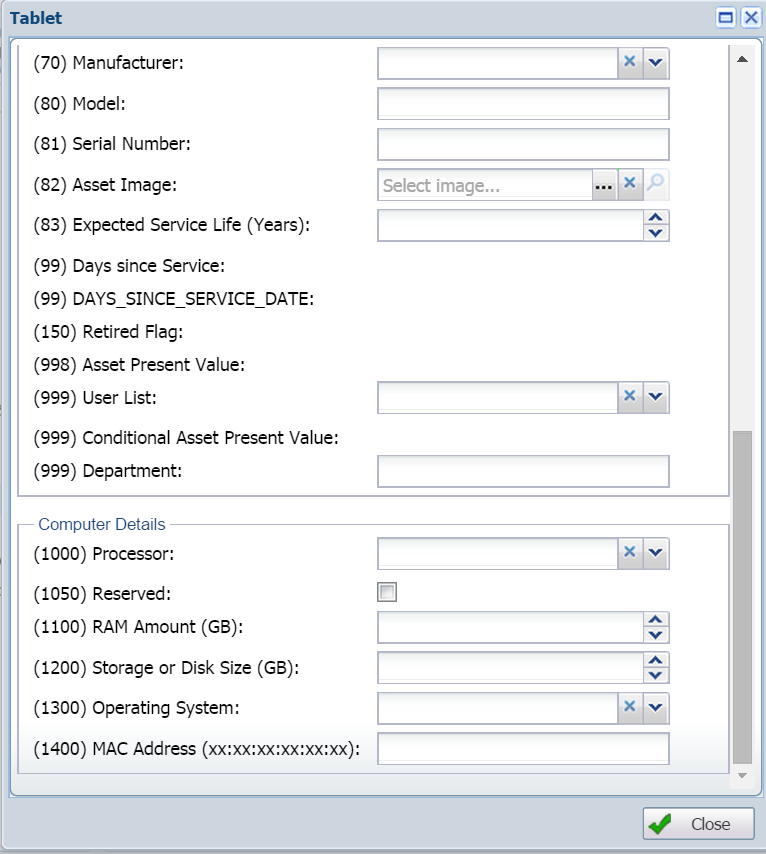 Tablet
(70) Manufacturer:
(80) Model:
(81) Serial Number:
(82) Asset Image: Select image... ...
(83) Expected Service Life (Years):
(99) Days since Service:
(99) DAYS_SINCE_SERVICE_DATE:
(150) Retired Flag:
(998) Asset Present Value:
(999) User List:
(999) Conditional Asset Present Value:
(999) Department:
Computer Details
(1000) Processor:
(1050) Reserved:
(1100) RAM Amount (GB):
(1200) Storage or Disk Size (GB):
(1300) Operating System:
(1400) MAC Address (xx:xx:xx:xx:xx:xx):
Close